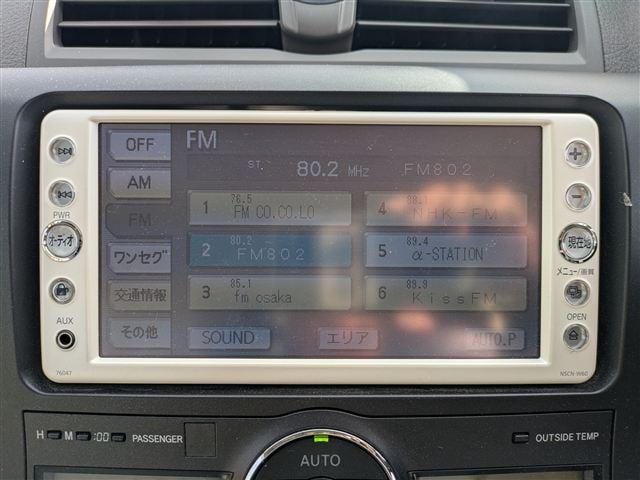 OFF
FM
ST. 80.2 MHz FM802
AM
1 76.5 FM CO.CO.LO
4 88.1 NHK-FM
PWR
FM
オーディオ
現在地
2 80.2 FM802
5 89.4 α-STATION
ワンセグ
メニュー/画質
交通情報
3 85.1 fm osaka
6 89.9 KissFM
AUX
OPEN
その他
SOUND
エリア
AUTO.P
76047
NSCN-W60
H M :00 PASSENGER
AUTO
OUTSIDE TEMP